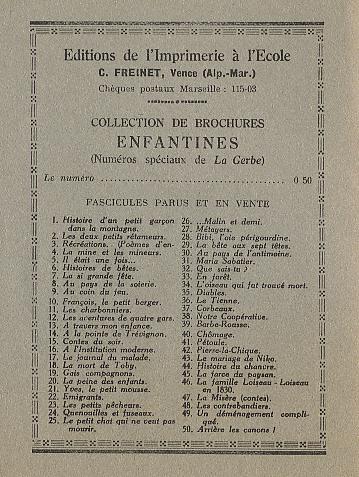 Editions de l'Imprimerie à l'Ecole
C. FREINET, Vence (Alp.-Mar.)
Chèques postaux Marseille : 115-03
COLLECTION DE BROCHURES
ENFANTINES
(Numéros spéciaux de La Gerbe)
Le numéro ........................................ 0 50
FASCICULES PARUS ET EN VENTE
1. Histoire d'un petit garçon
dans la montagne.
2. Les deux petits rétameurs.
3. Récréations. (Poèmes d'en-
4. La mine et les mineurs.
5. Il était une fois...
6. Histoires de bêtes.
7. La si grande fête.
8. Au pays de la soierie.
9. Au coin du feu.
10. François, le petit berger.
11. Les charbonniers.
12. Les aventures de quatre gars.
13. A travers mon enfance.
14. A la pointe de Trévignon.
15. Contes du soir.
16. A l'Institution moderne.
17. Le journal du malade.
18. La mort de Toby.
19. Gais compagnons.
20. La peine des enfants.
21. Yves, le petit mousse.
22. Emigrants.
23. Les petits pêcheurs.
24. Quenouilles et fuseaux.
25. Le petit chat qui ne veut pas
mourir.
26. ...Malin et demi.
27. Métayers.
28. Bibi, l'oie périgourdine.
29. La bête aux sept têtes.
30. Au pays de l'antimoine.
31. Maria Sabatier.
32. Que sais-tu ?
33. En forêt.
34. L'oiseau qui fut trouvé mort.
35. Diables.
36. Le Tienne.
37. Corbeaux.
38. Notre Coopérative.
39. Barbe-Rousse.
40. Chômage.
41. Pétoule.
42. Pierre-la-Chique.
43. Le mariage de Niko.
44. Histoire du chanvre.
45. La farce du paysan.
46. La famille Loiseau - Loiseau
en 1830.
47. La Misère (contes).
48. Les contrebandiers.
49. Un déménagement compli-
qué.
50. Arrière les canons !